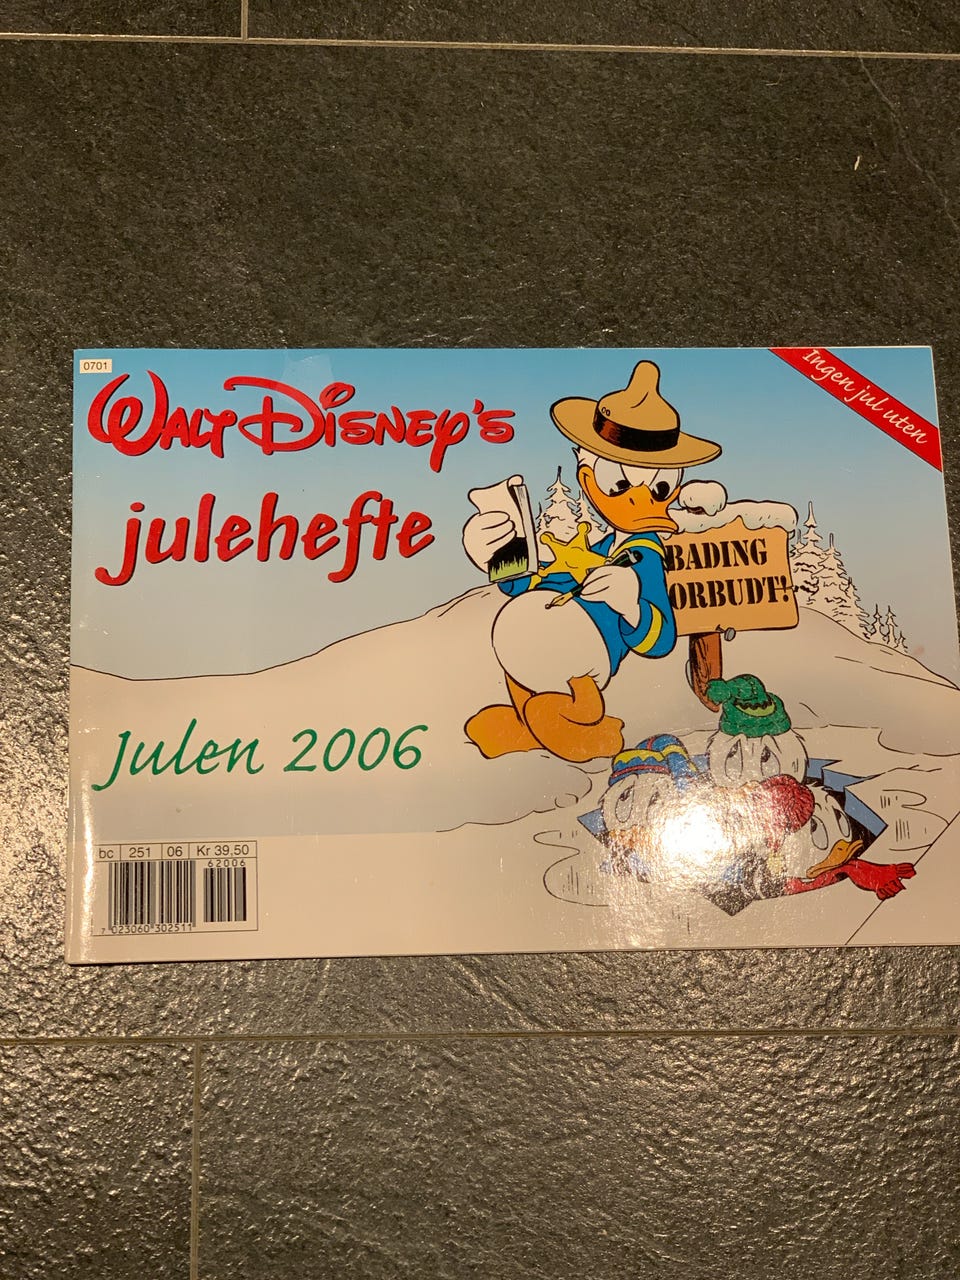 0701
WALT DISNEY'S
julehefte
Ingen jul uten
BADING
ORBUDT!
Julen 2006
bc 251 06 Kr 39,50
62006
7 023060 302511